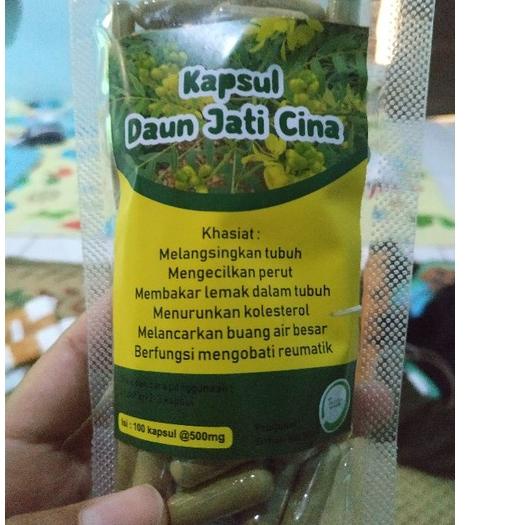 Kapsul
Daun Jati Cina
Khasiat :
Melangsingkan tubuh
Mengecilkan perut
Membakar lemak dalam tubuh
Menurunkan kolesterol
Melancarkan buang air besar
Berfungsi mengobati reumatik
Isi : 100 kapsul @500mg